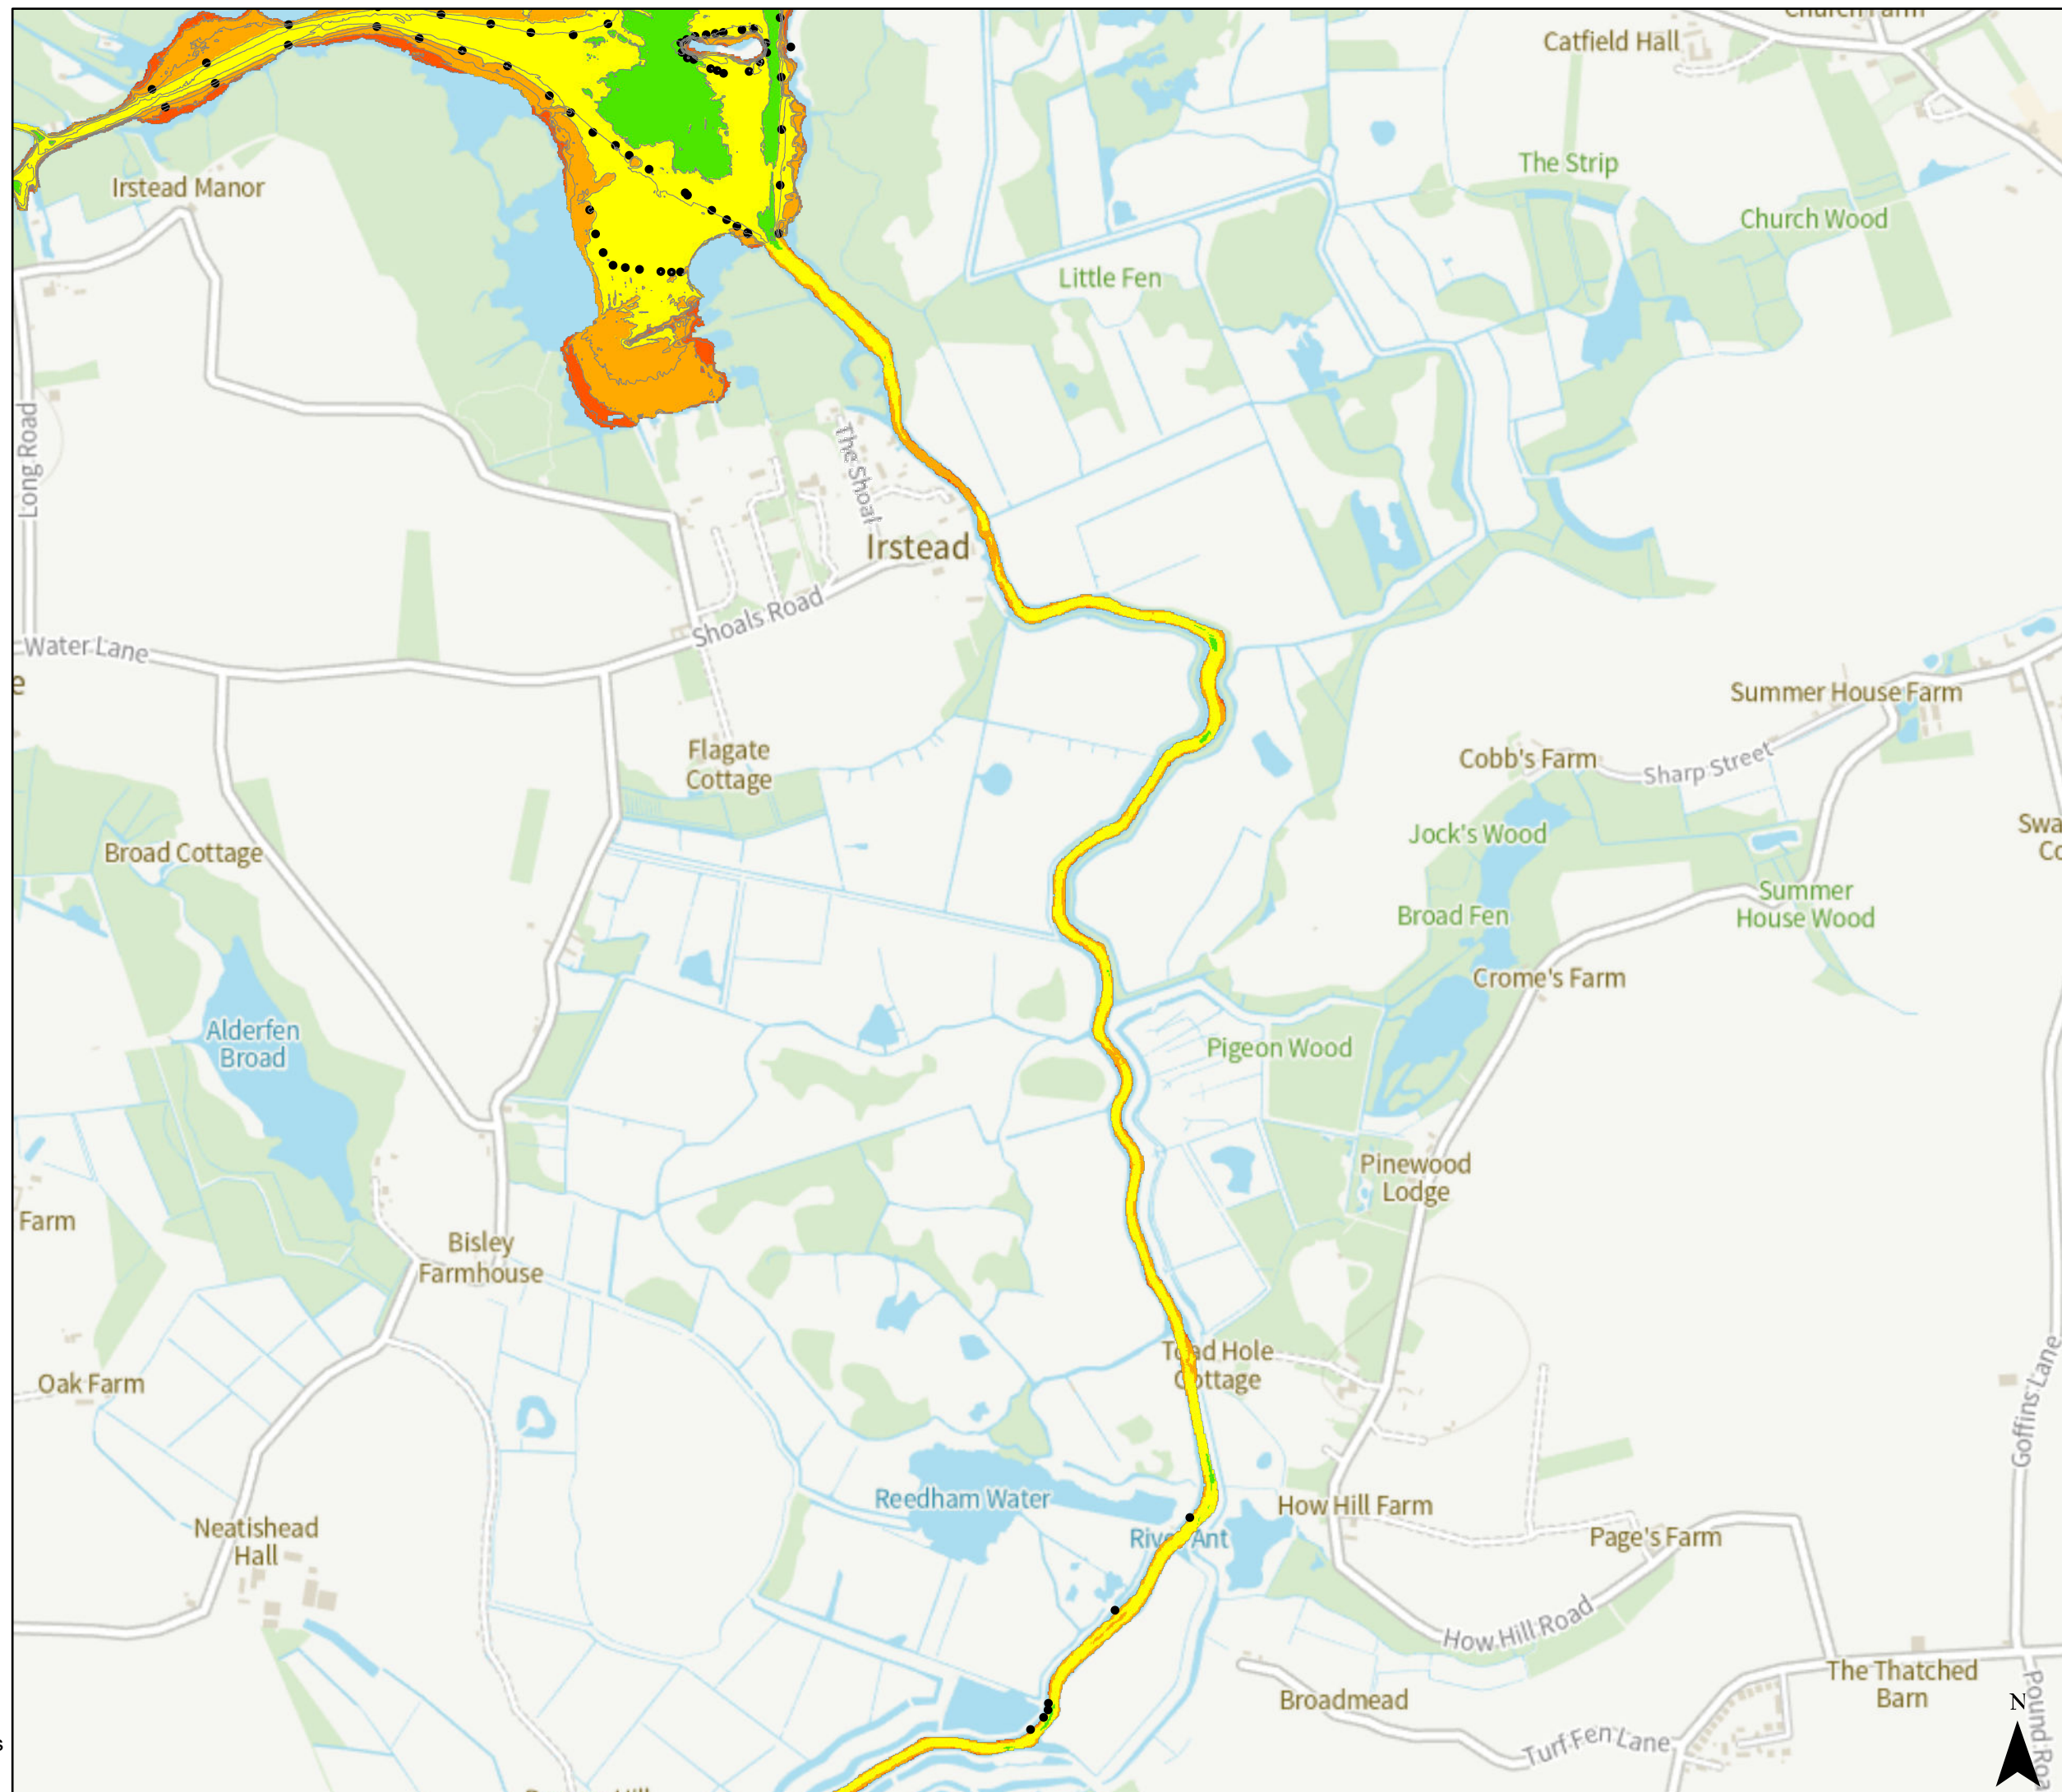 Catfield Hall
The Strip
Irstead Manor
Church Wood
Little Fen
Long Road
The Shoal
Irstead
Shoals Road
Water Lane
e
Summer House Farm
Flagate
Cottage
Cobb's Farm
Sharp Street
Jock's Wood
Swa
Co
Broad Cottage
Summer
House Wood
Broad Fen
Crome's Farm
Alderfen
Broad
Pigeon Wood
Pinewood
Lodge
Farm
Bisley
Farmhouse
Toad Hole
Cottage
Oak Farm
Goffins Lane
Reedham Water
How Hill Farm
Neatishead
Hall
River Ant
Page's Farm
How Hill Road
The Thatched
Barn
Broadmead
N
Pound Roa
Turf Fen Lane
s